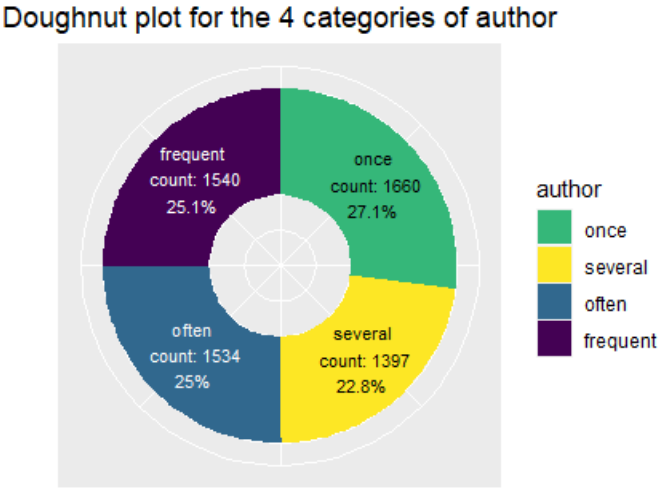 Doughnut plot for the 4 categories of author
frequent
count: 1540
25.1%
once
count: 1660
27.1%
often
count: 1534
25%
several
count: 1397
22.8%
author
once
several
often
frequent